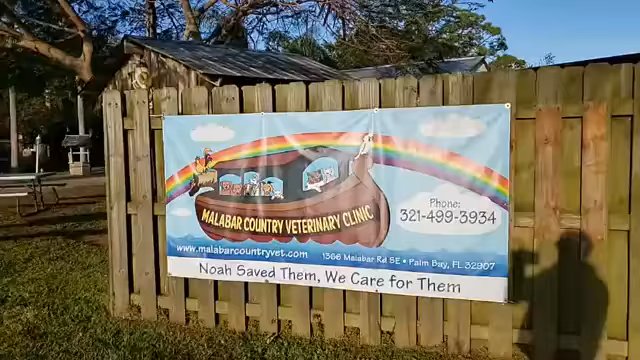 Phone:
321-499-3934
MALABAR COUNTRY VETERINARY CLINIC
www.malabarcountryvet.com 1366 Malabar Rd SE • Palm Bay, FL 32907
Noah Saved Them, We Care for Them